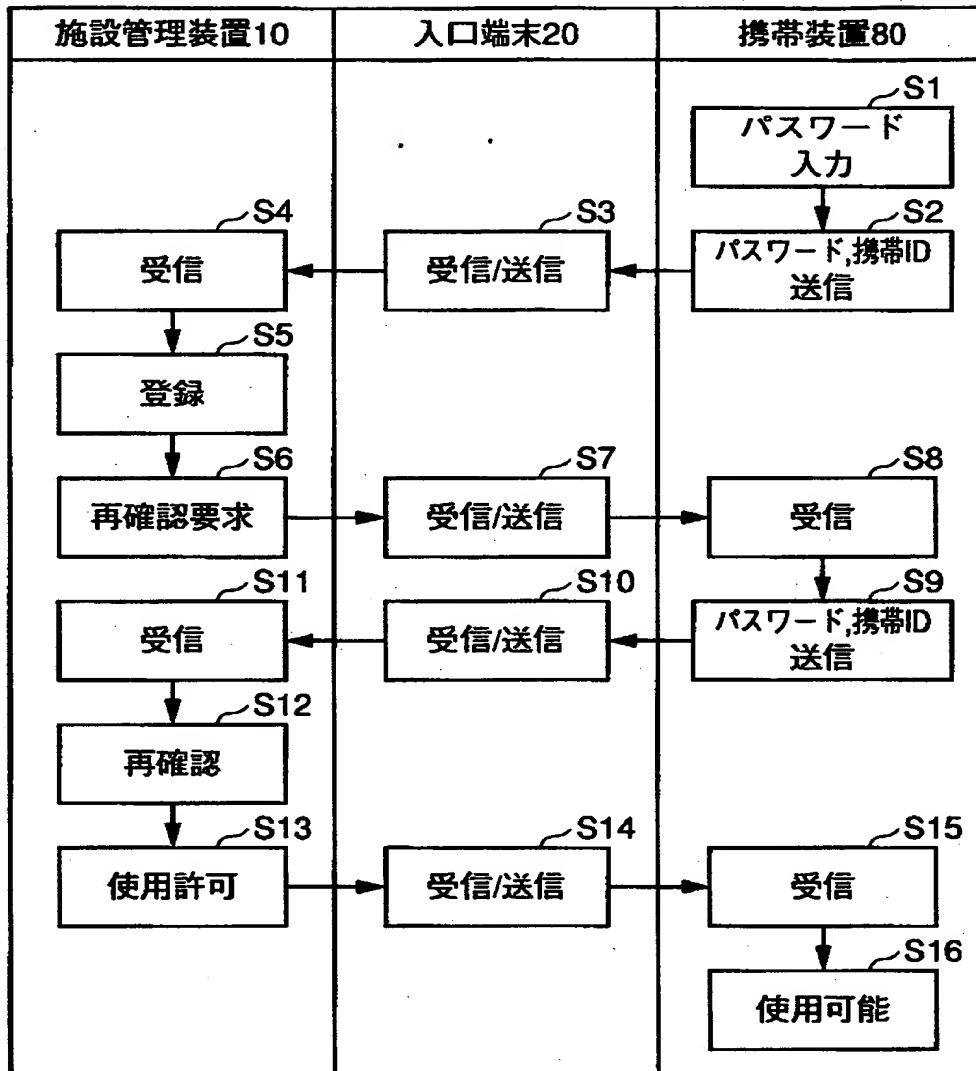 施設管理装置10
入口端末20
携帯装置80
S1
パスワード
入力
S4
S3
S2
受信
受信/送信
パスワード,携帯ID
送信
S5
登録
S6
S7
S8
再確認要求
受信/送信
受信
S11
S10
S9
受信
受信/送信
パスワード,携帯ID
送信
S12
再確認
S13
S14
S15
使用許可
受信/送信
受信
S16
使用可能